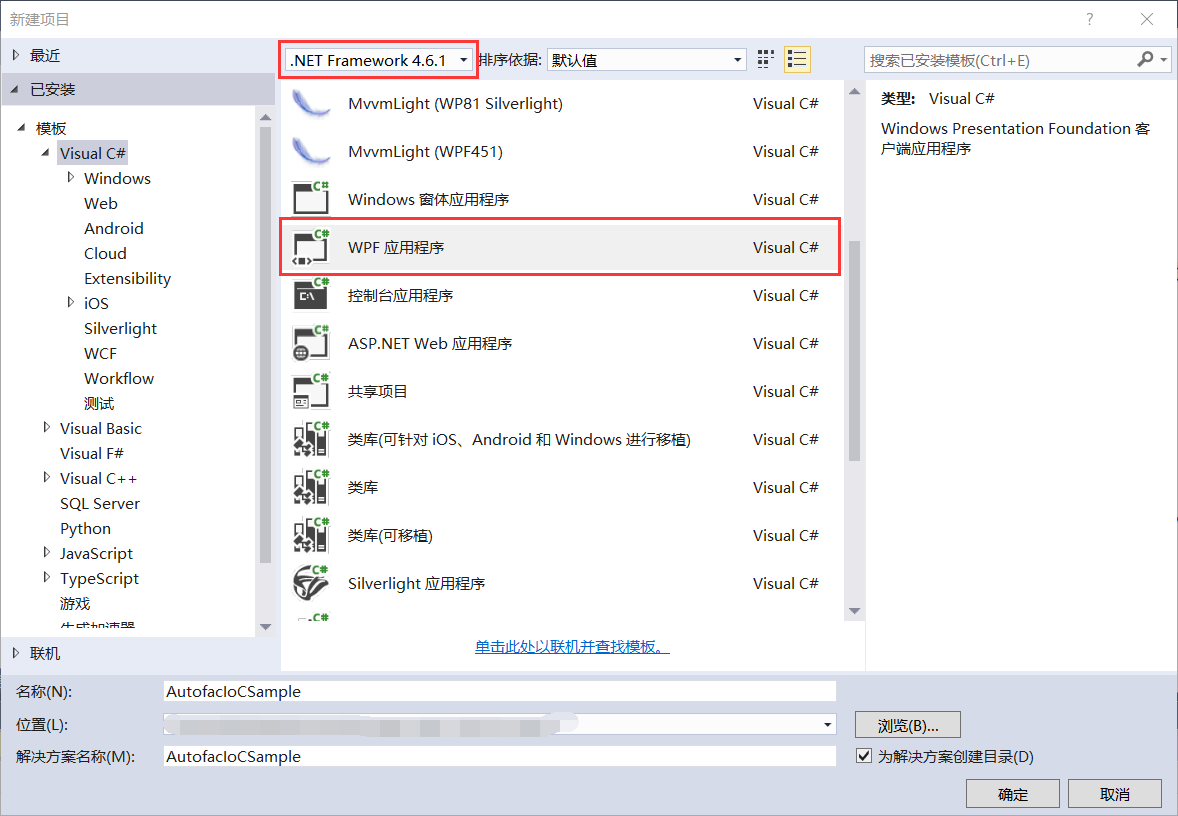 新建项目
?
最近
已安装
模板
Visual C#
Windows
Web
Android
Cloud
Extensibility
iOS
Silverlight
WCF
Workflow
测试
Visual Basic
Visual F#
Visual C++
SQL Server
Python
JavaScript
TypeScript
游戏
生成加速器
联机
.NET Framework 4.6.1
排序依据:
默认值
MvvmLight (WP81 Silverlight) Visual C#
MvvmLight (WPF451) Visual C#
Windows 窗体应用程序 Visual C#
WPF 应用程序 Visual C#
控制台应用程序 Visual C#
ASP.NET Web 应用程序 Visual C#
共享项目 Visual C#
类库(可针对 iOS、Android 和 Windows 进行移植) Visual C#
类库 Visual C#
类库(可移植) Visual C#
Silverlight 应用程序 Visual C#
单击此处以联机并查找模板。
搜索已安装模板(Ctrl+E)
类型: Visual C#
Windows Presentation Foundation 客
户端应用程序
名称(N): AutofacIoCSample
位置(L):
浏览(B)...
解决方案名称(M): AutofacIoCSample
为解决方案创建目录(D)
确定 取消